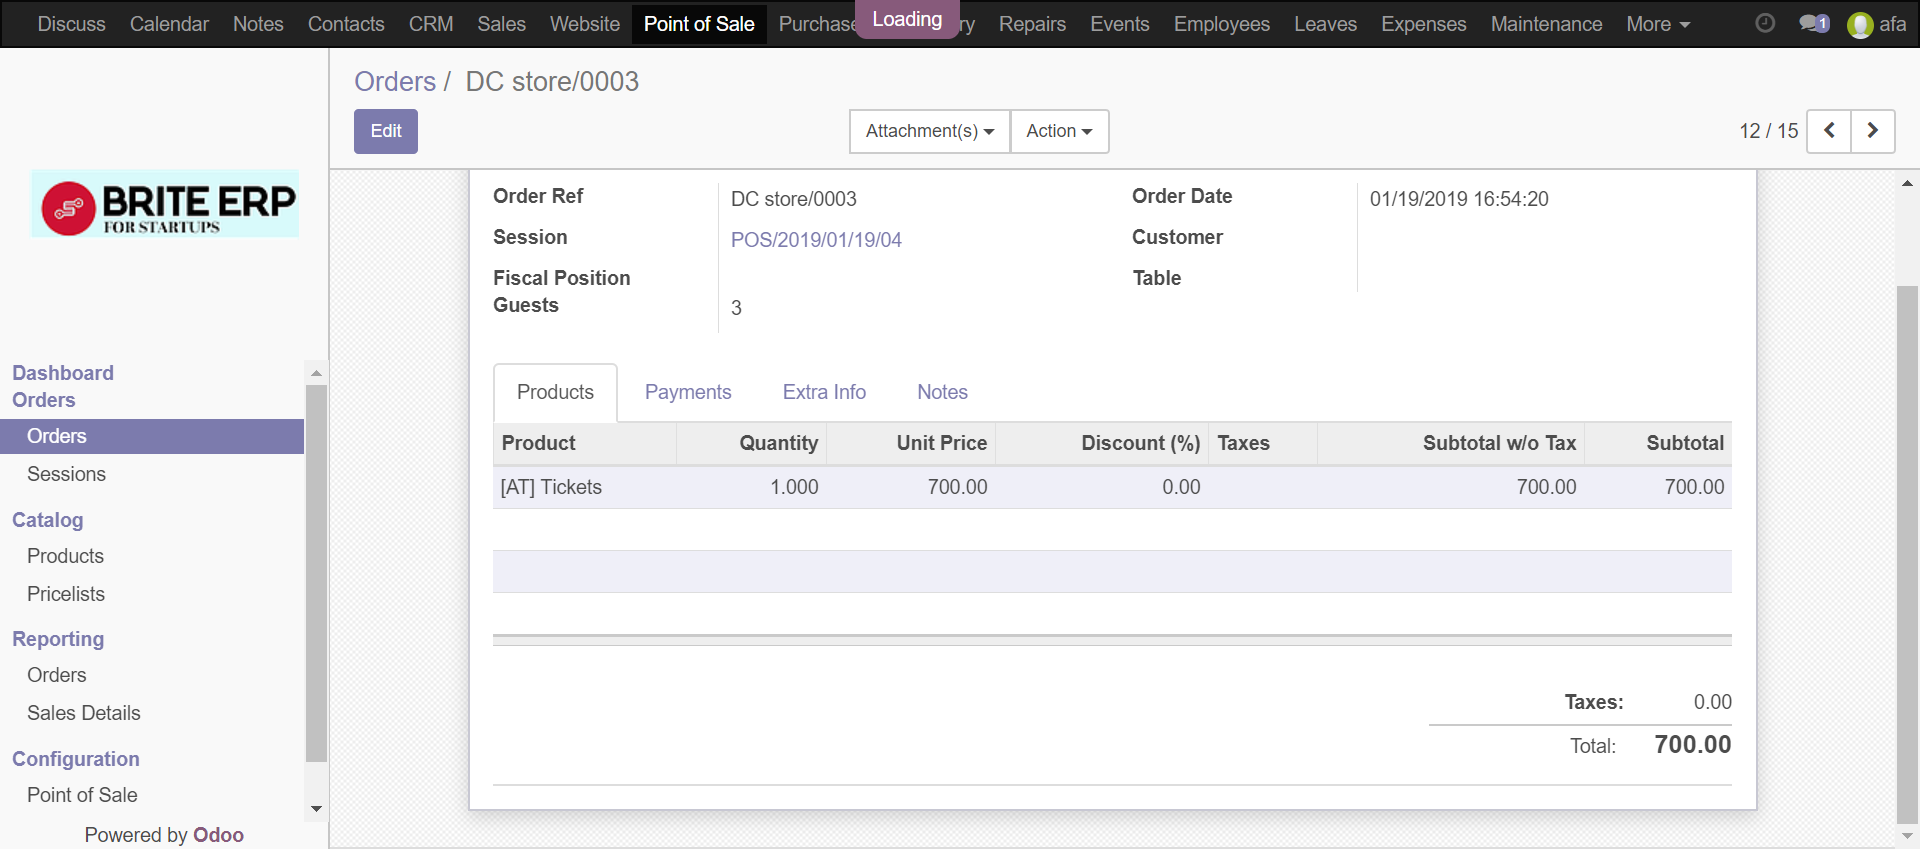 Discuss Calendar Notes Contacts CRM Sales Website Point of Sale Purchase Loading ry Repairs Events Employees Leaves Expenses Maintenance More 1 afa
Orders / DC store/0003
Edit Attachment(s) Action 12 / 15
BRITE ERP
FOR STARTUPS
Dashboard
Orders
Orders
Sessions
Catalog
Products
Pricelists
Reporting
Orders
Sales Details
Configuration
Point of Sale
Powered by Odoo
Order Ref DC store/0003 Order Date 01/19/2019 16:54:20
Session POS/2019/01/19/04 Customer
Fiscal Position Table
Guests 3
Products Payments Extra Info Notes
Product Quantity Unit Price Discount (%) Taxes Subtotal w/o Tax Subtotal
[AT] Tickets 1.000 700.00 0.00 700.00 700.00
Taxes: 0.00
Total: 700.00